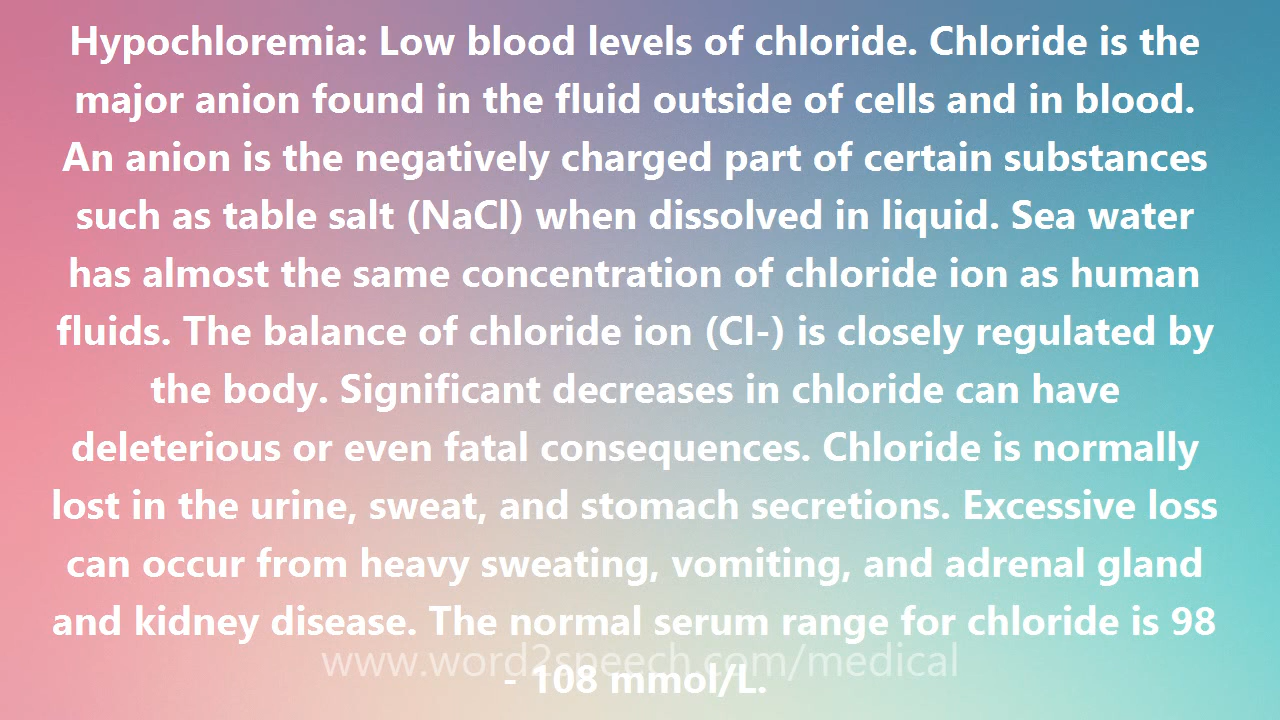 Hypochloremia: Low blood levels of chloride. Chloride is the
major anion found in the fluid outside of cells and in blood.
An anion is the negatively charged part of certain substances
such as table salt (NaCl) when dissolved in liquid. Sea water
has almost the same concentration of chloride ion as human
fluids. The balance of chloride ion (Cl-) is closely regulated by
the body. Significant decreases in chloride can have
deleterious or even fatal consequences. Chloride is normally
lost in the urine, sweat, and stomach secretions. Excessive loss
can occur from heavy sweating, vomiting, and adrenal gland
and kidney disease. The normal serum range for chloride is 98
www.word2speech.com/medical
- 108 mmol/L.